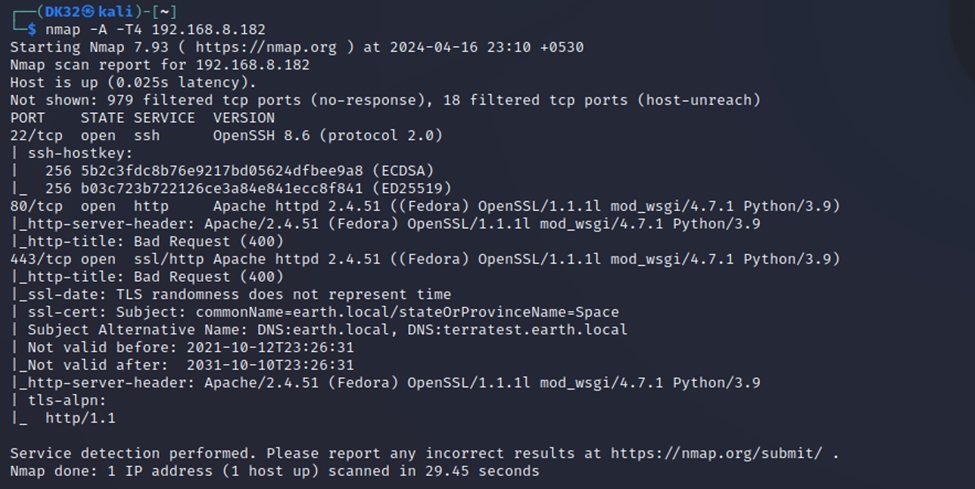 ┌──(DK32㉿kali)-[~]
└─$ nmap -A -T4 192.168.8.182
Starting Nmap 7.93 ( https://nmap.org ) at 2024-04-16 23:10 +0530
Nmap scan report for 192.168.8.182
Host is up (0.025s latency).
Not shown: 979 filtered tcp ports (no-response), 18 filtered tcp ports (host-unreach)
PORT    STATE SERVICE  VERSION
22/tcp  open  ssh      OpenSSH 8.6 (protocol 2.0)
| ssh-hostkey:
|   256 5b2c3fdc8b76e9217bd05624dfbee9a8 (ECDSA)
|_  256 b03c723b722126ce3a84e841ecc8f841 (ED25519)
80/tcp  open  http     Apache httpd 2.4.51 ((Fedora) OpenSSL/1.1.1l mod_wsgi/4.7.1 Python/3.9)
|_http-server-header: Apache/2.4.51 (Fedora) OpenSSL/1.1.1l mod_wsgi/4.7.1 Python/3.9
|_http-title: Bad Request (400)
443/tcp open  ssl/http Apache httpd 2.4.51 ((Fedora) OpenSSL/1.1.1l mod_wsgi/4.7.1 Python/3.9)
|_http-title: Bad Request (400)
|_ssl-date: TLS randomness does not represent time
| ssl-cert: Subject: commonName=earth.local/stateOrProvinceName=Space
| Subject Alternative Name: DNS:earth.local, DNS:terratest.earth.local
| Not valid before: 2021-10-12T23:26:31
|_Not valid after:  2031-10-10T23:26:31
|_http-server-header: Apache/2.4.51 (Fedora) OpenSSL/1.1.1l mod_wsgi/4.7.1 Python/3.9
| tls-alpn:
|_  http/1.1
Service detection performed. Please report any incorrect results at https://nmap.org/submit/ .
Nmap done: 1 IP address (1 host up) scanned in 29.45 seconds